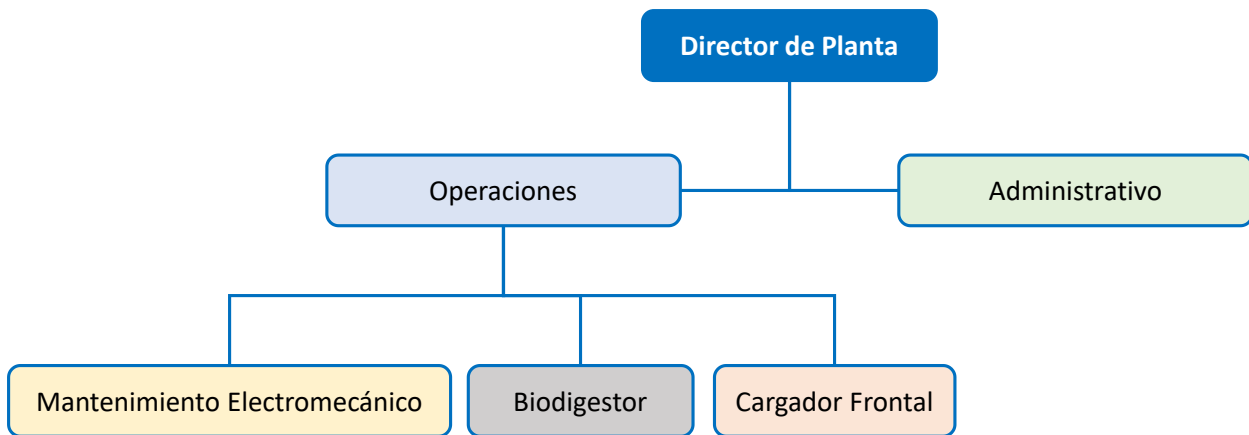 Director de Planta
Operaciones
Administrativo
Mantenimiento Electromecánico
Biodigestor
Cargador Frontal